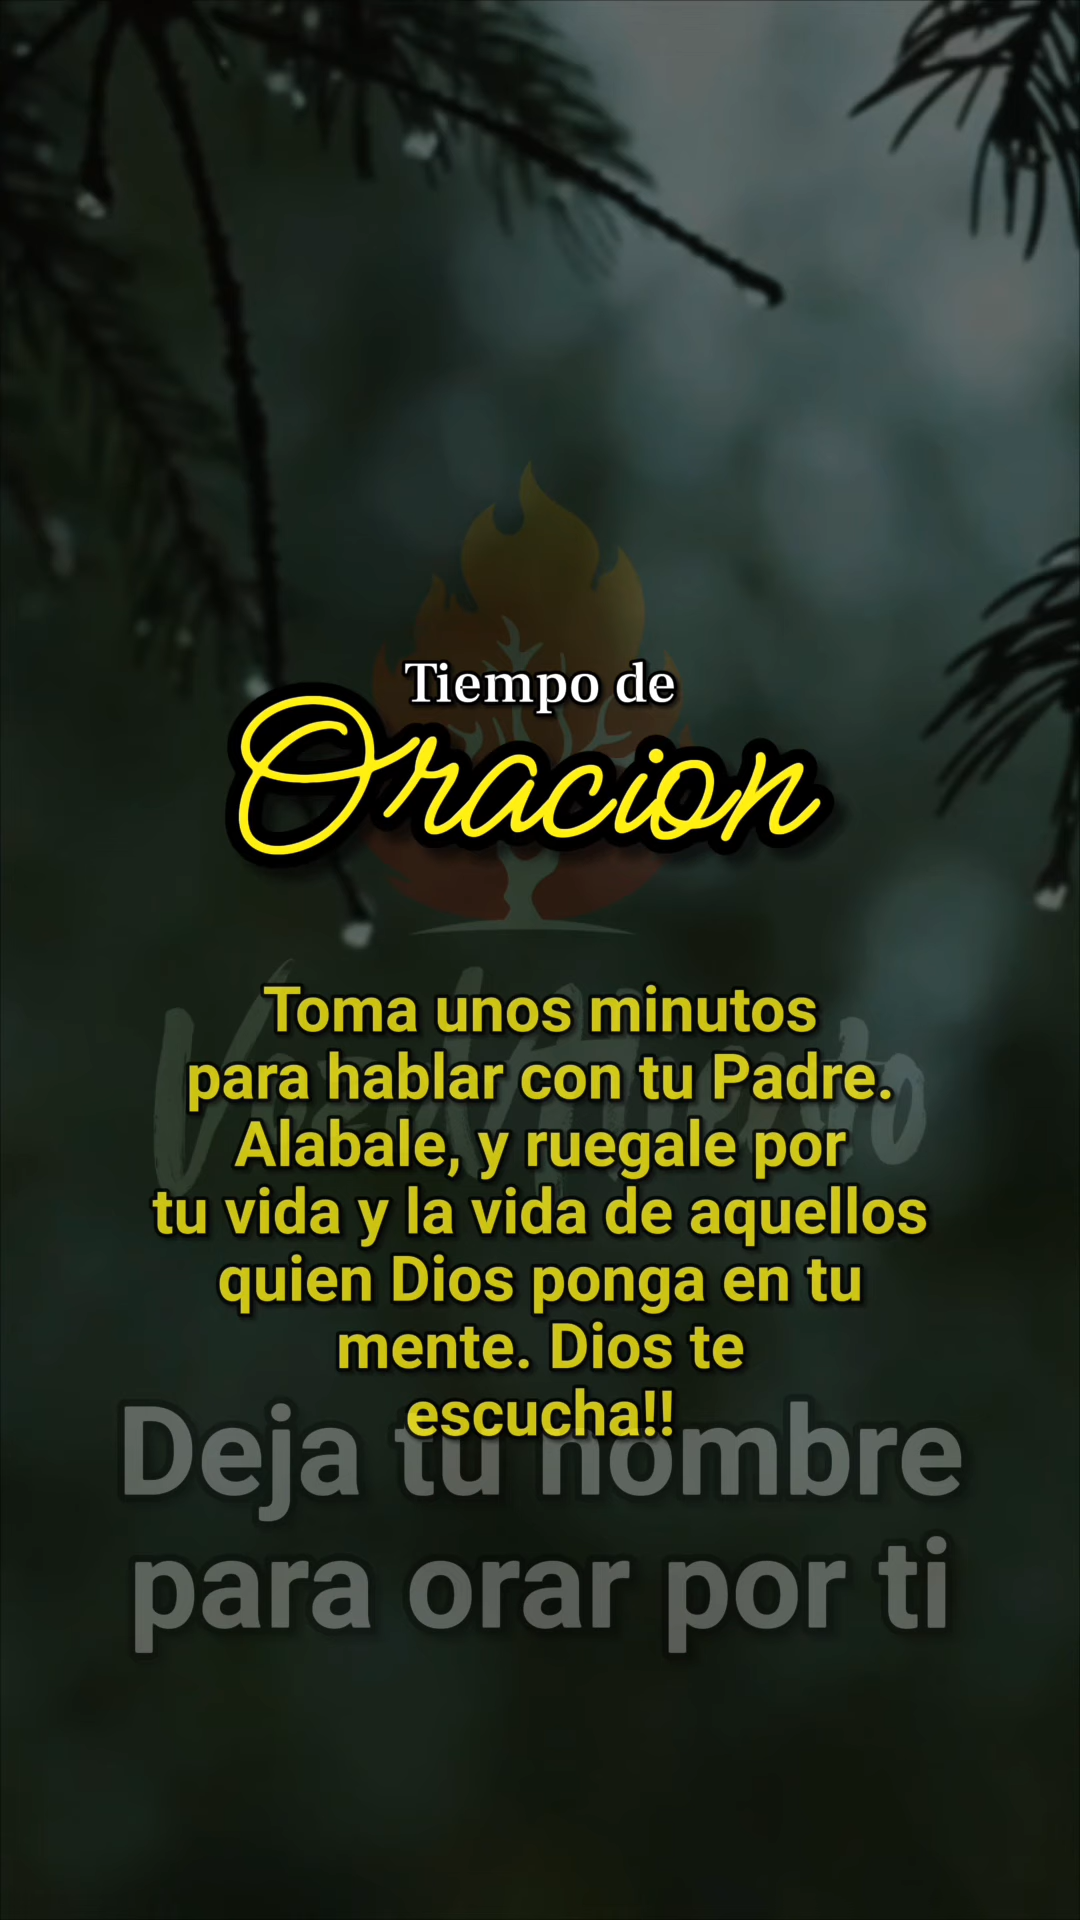 Tiempo de
Oracion
Toma unos minutos
para hablar con tu Padre.
Alabale, y ruegale por
tu vida y la vida de aquellos
quien Dios ponga en tu
mente. Dios te
escucha!!
Deja tu nombre
para orar por ti